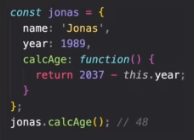 const jonas = {
  name: 'Jonas',
  year: 1989,
  calcAge: function() {
    return 2037 - this.year;
  }
};
jonas.calcAge(); // 48